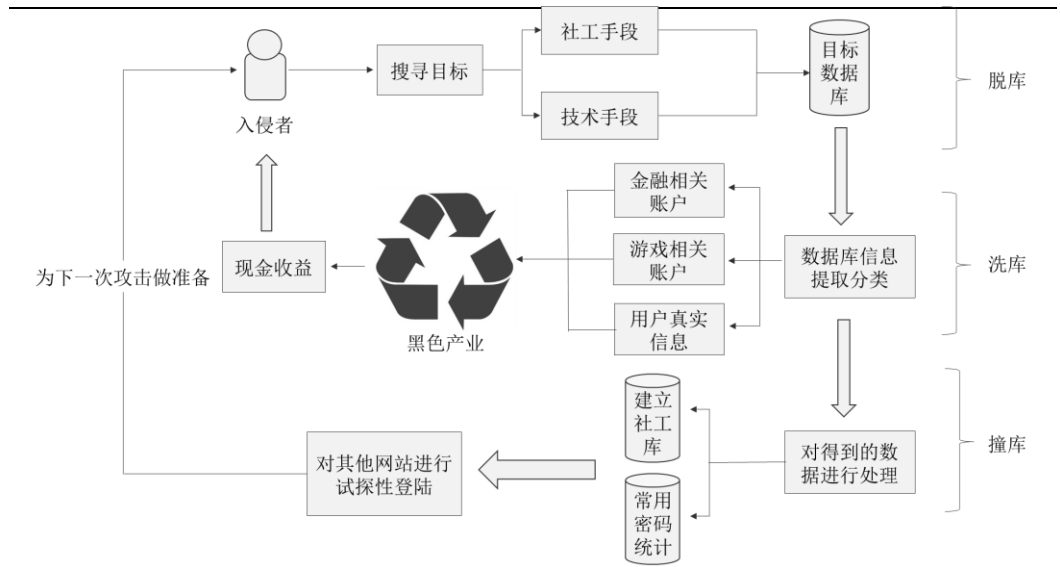 社工手段
目标
数据
库
搜寻目标
脱库
技术手段
入侵者
金融相关
账户
现金收益
游戏相关
账户
数据库信息
提取分类
洗库
为下一次攻击做准备
用户真实
信息
黑色产业
建立
社工
库
对其他网站进行
试探性登陆
对得到的数
据进行处理
撞库
常用
密码
统计